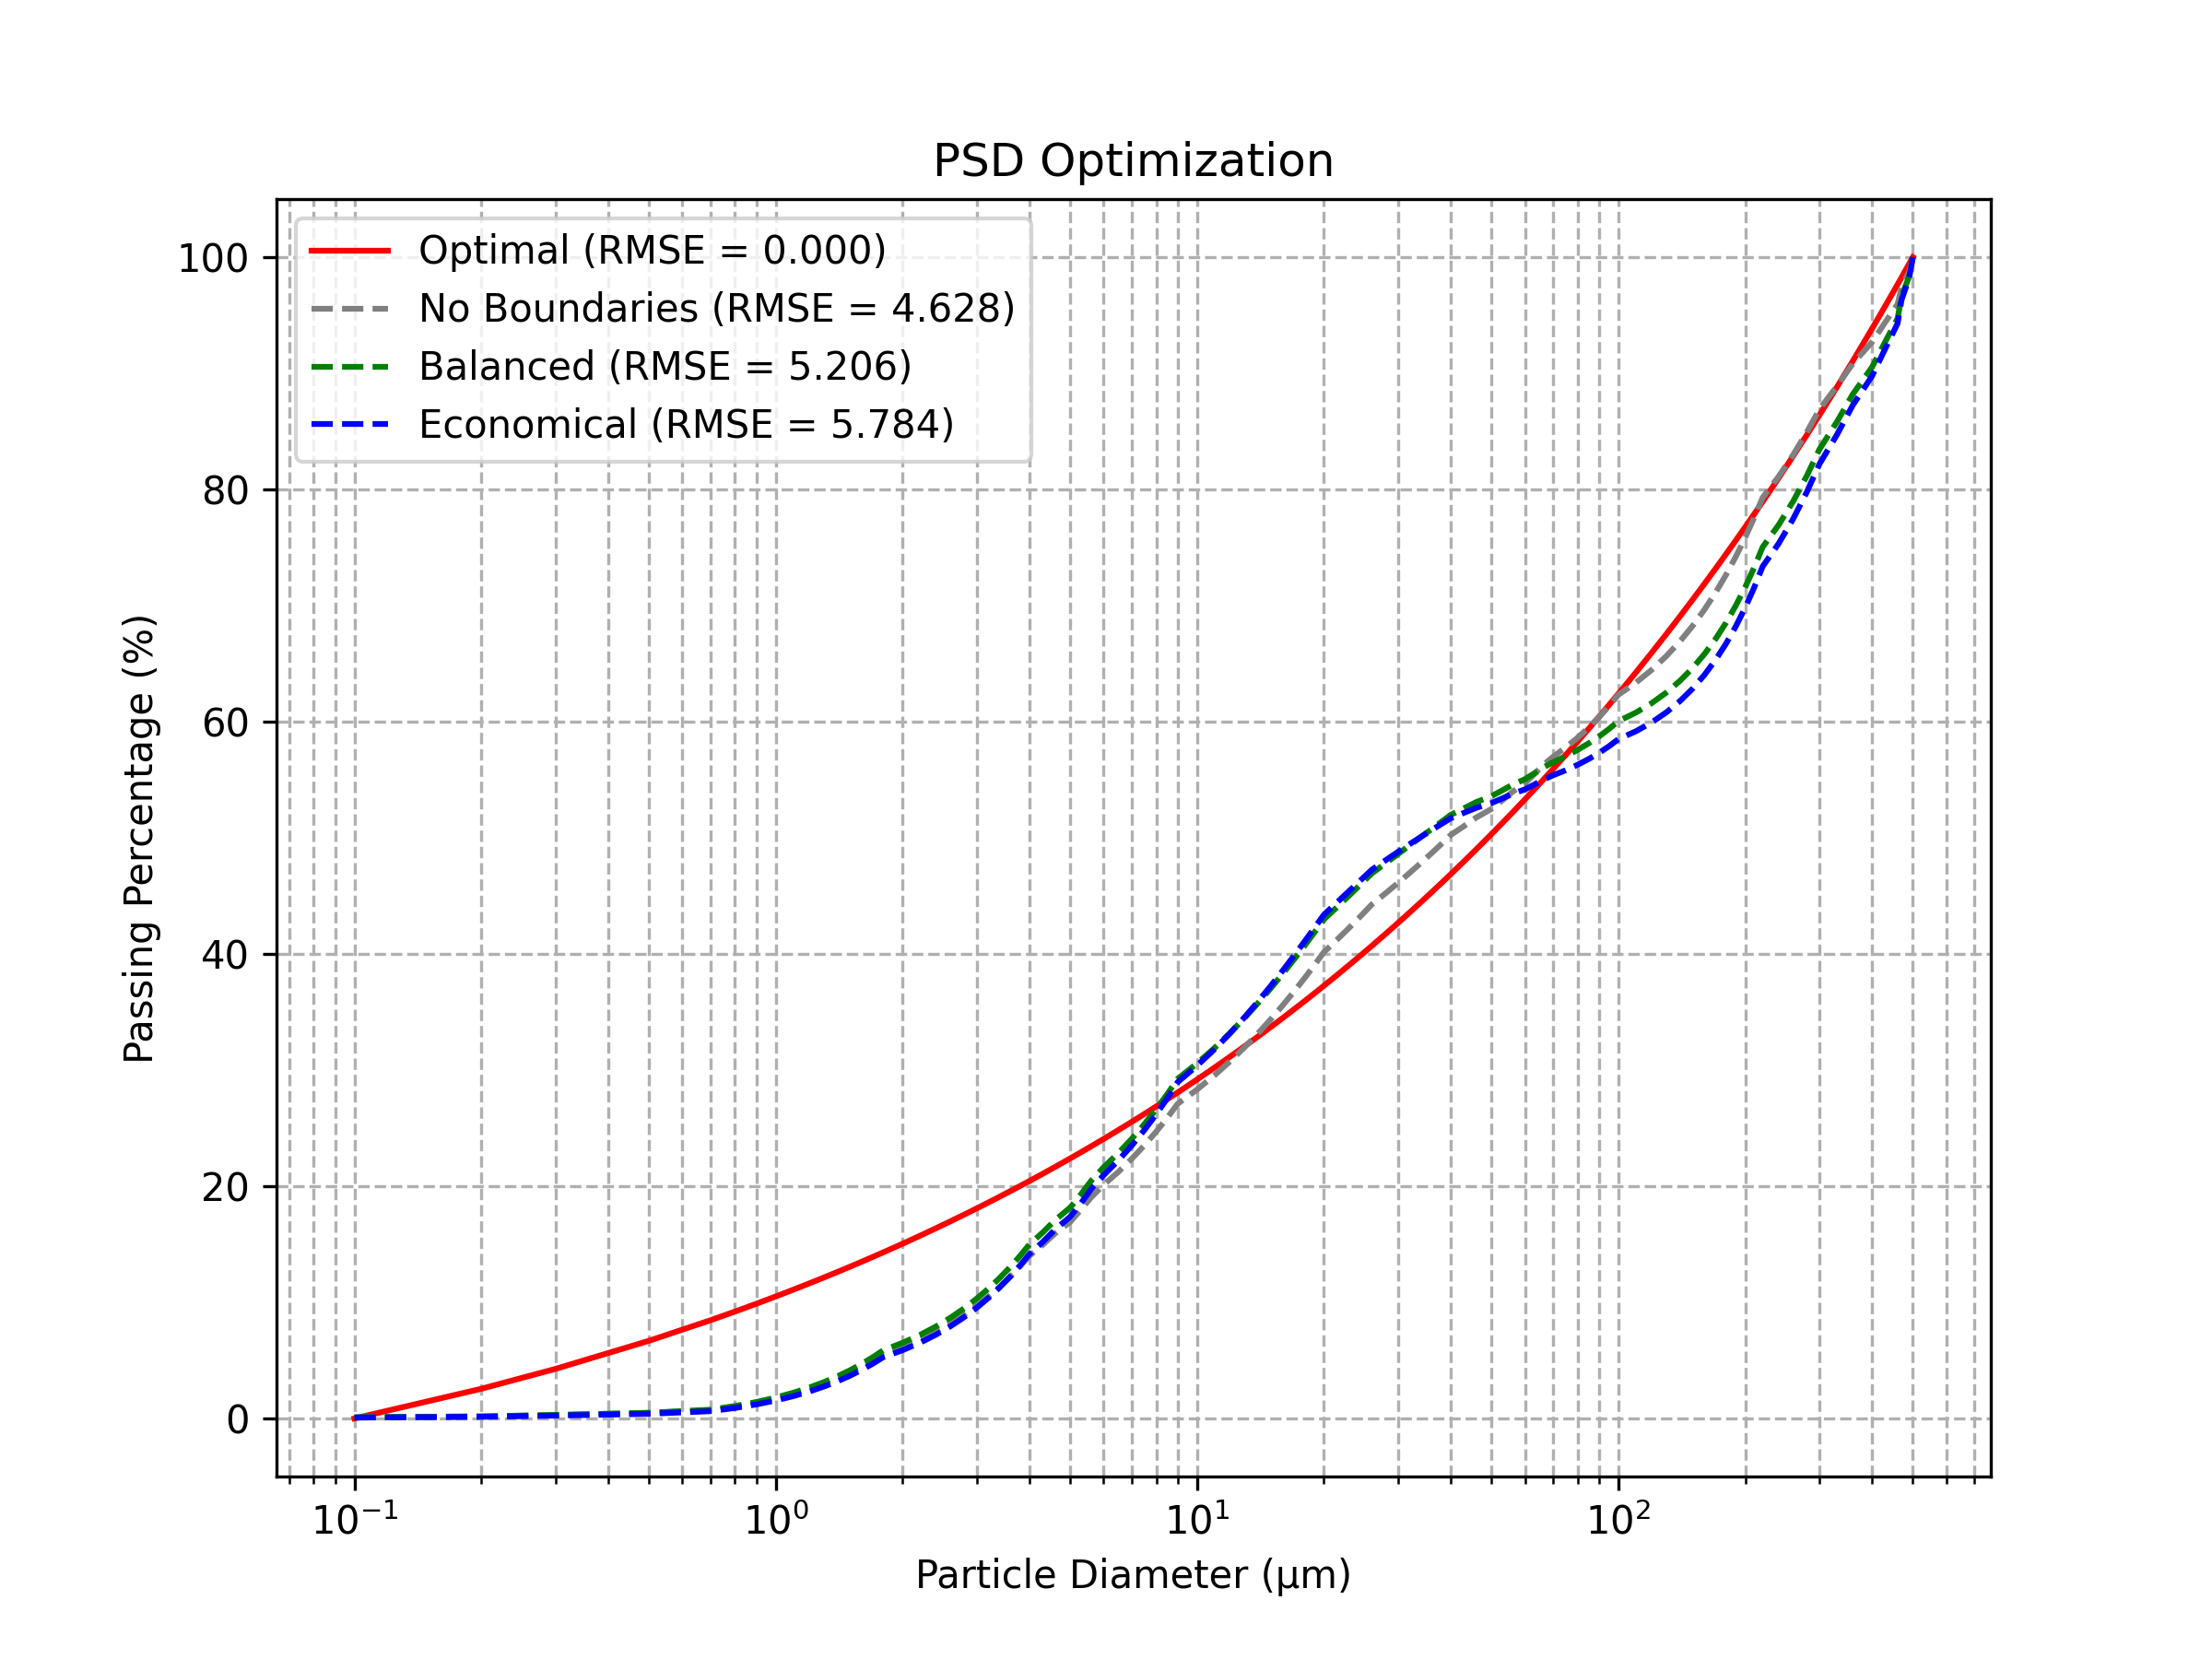 PSD Optimization
Optimal (RMSE = 0.000)
No Boundaries (RMSE = 4.628)
Balanced (RMSE = 5.206)
Economical (RMSE = 5.784)
Passing Percentage (%)
100
80
60
40
20
0
10⁻¹ 10⁰ 10¹ 10²
Particle Diameter (μm)